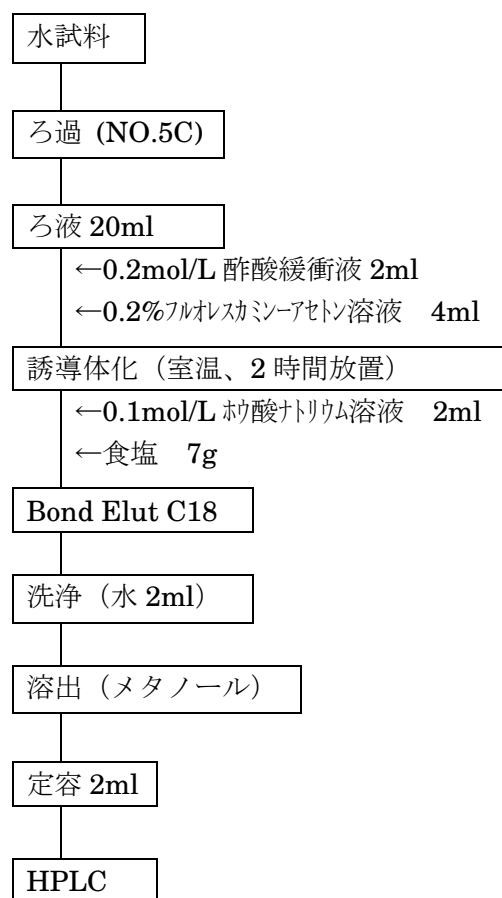 水試料
ろ過 (NO.5C)
ろ液 20ml
←0.2mol/L 酢酸緩衝液 2ml
←0.2%フルオレスカミンーアセトン溶液　4ml
誘導体化（室温、2 時間放置）
←0.1mol/L ホウ酸ナトリウム溶液　2ml
←食塩　7g
Bond Elut C18
洗浄（水 2ml）
溶出（メタノール）
定容 2ml
HPLC